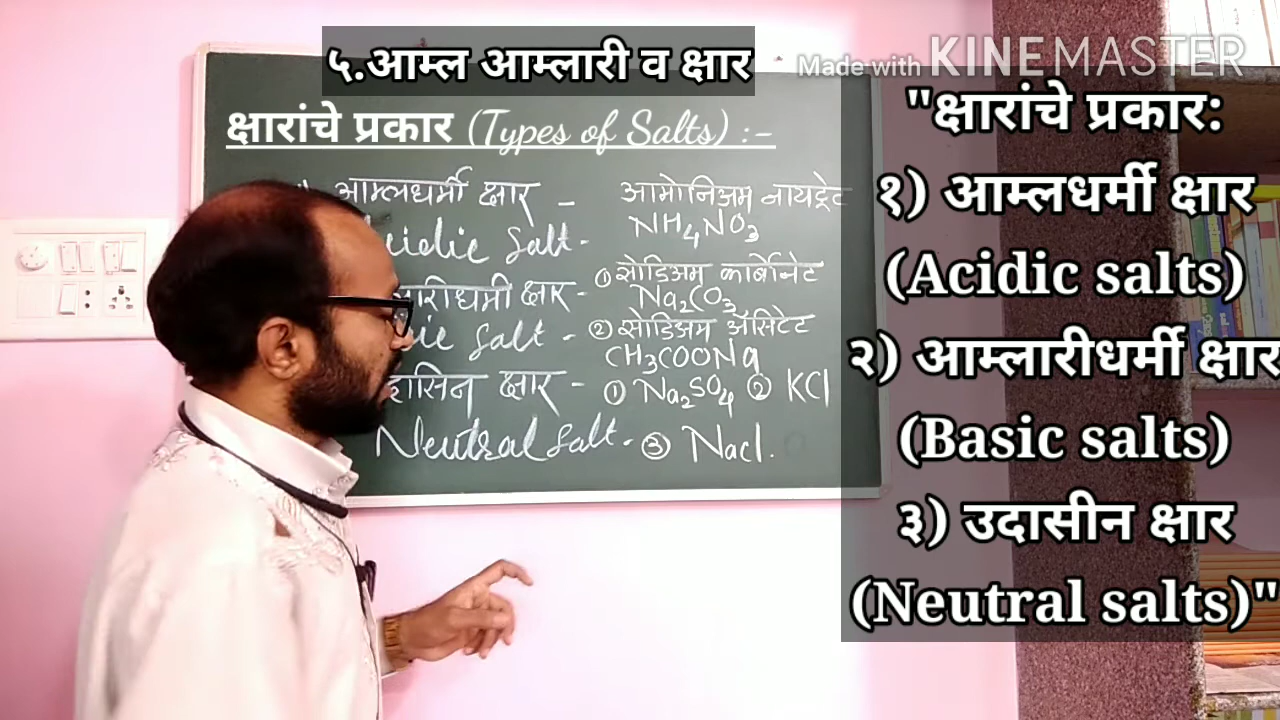 ५.आम्ल आम्लारी व क्षार
Made with KINEMASTER
क्षारांचे प्रकार (Types of Salts) :-
आम्लधर्मी क्षार - आमोनिअम नायट्रेट
Salt - NH4NO3
क्षार - ① सोडिअम कार्बोनेट
Na2CO3
Salt - ② सोडिअम ॲसिटेट
CH3COONa
क्षार - ① Na2SO4 ② KCl
Neutral Salt - ③ Nacl.
"क्षारांचे प्रकार:
१) आम्लधर्मी क्षार
(Acidic salts)
२) आम्लारीधर्मी क्षार
(Basic salts)
३) उदासीन क्षार
(Neutral salts)"